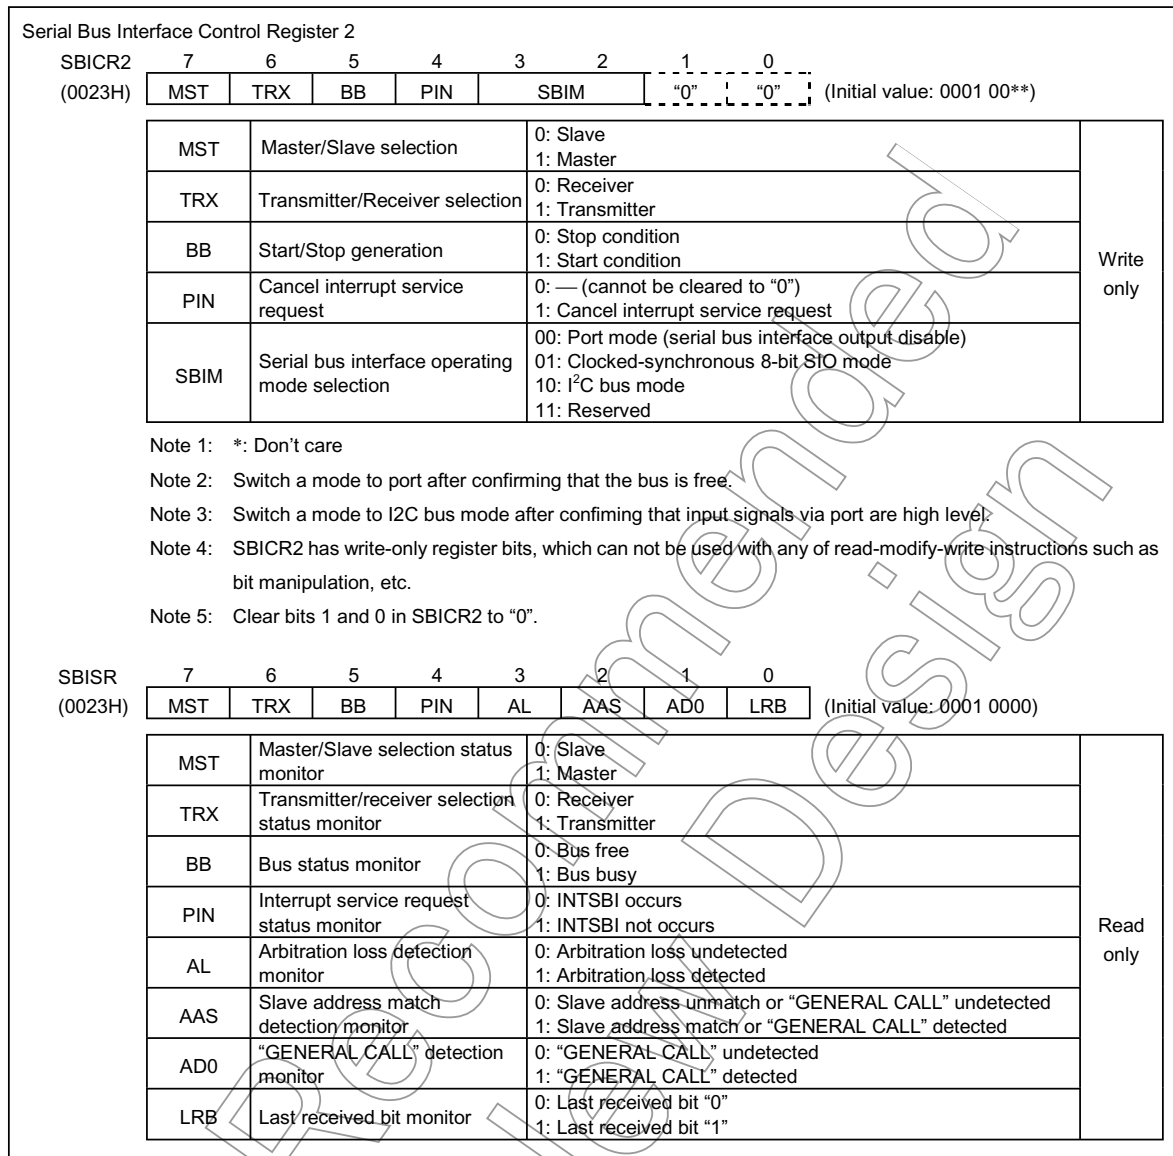 Serial Bus Interface Control Register 2
SBICR2 7 6 5 4 3 2 1 0
(0023H) MST TRX BB PIN SBIM “0” “0” (Initial value: 0001 00**)
MST Master/Slave selection 0: Slave
1: Master
TRX Transmitter/Receiver selection 0: Receiver
1: Transmitter
BB Start/Stop generation 0: Stop condition
1: Start condition
PIN Cancel interrupt service request 0: — (cannot be cleared to “0”)
1: Cancel interrupt service request
SBIM Serial bus interface operating mode selection 00: Port mode (serial bus interface output disable)
01: Clocked-synchronous 8-bit SIO mode
10: I2C bus mode
11: Reserved
Write only
Note 1: *: Don’t care
Note 2: Switch a mode to port after confirming that the bus is free.
Note 3: Switch a mode to I2C bus mode after confiming that input signals via port are high level.
Note 4: SBICR2 has write-only register bits, which can not be used with any of read-modify-write instructions such as
bit manipulation, etc.
Note 5: Clear bits 1 and 0 in SBICR2 to “0”.
SBISR 7 6 5 4 3 2 1 0
(0023H) MST TRX BB PIN AL AAS AD0 LRB (Initial value: 0001 0000)
MST Master/Slave selection status monitor 0: Slave
1: Master
TRX Transmitter/receiver selection status monitor 0: Receiver
1: Transmitter
BB Bus status monitor 0: Bus free
1: Bus busy
PIN Interrupt service request status monitor 0: INTSBI occurs
1: INTSBI not occurs
AL Arbitration loss detection monitor 0: Arbitration loss undetected
1: Arbitration loss detected
AAS Slave address match detection monitor 0: Slave address unmatch or “GENERAL CALL” undetected
1: Slave address match or “GENERAL CALL” detected
AD0 “GENERAL CALL” detection monitor 0: “GENERAL CALL” undetected
1: “GENERAL CALL” detected
LRB Last received bit monitor 0: Last received bit “0”
1: Last received bit “1”
Read only
Recommended
ew Design